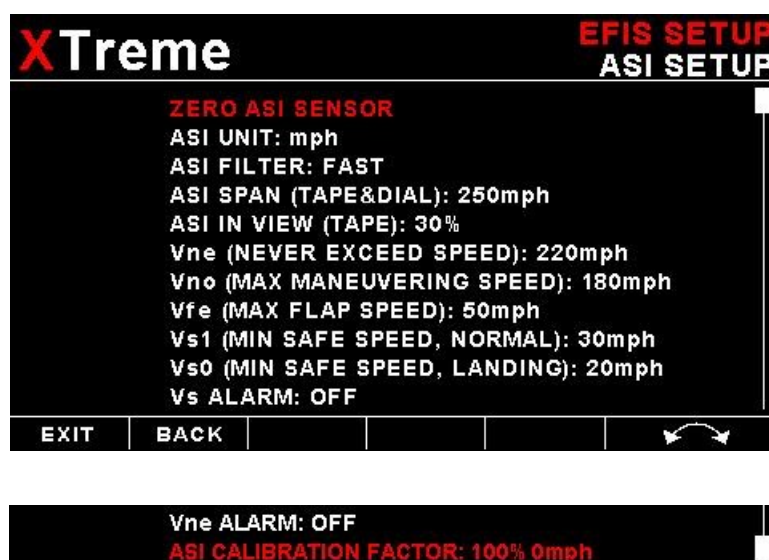 XTreme
EFIS SETUP
ASI SETUP
ZERO ASI SENSOR
ASI UNIT: mph
ASI FILTER: FAST
ASI SPAN (TAPE&DIAL): 250mph
ASI IN VIEW (TAPE): 30%
Vne (NEVER EXCEED SPEED): 220mph
Vno (MAX MANEUVERING SPEED): 180mph
Vfe (MAX FLAP SPEED): 50mph
Vs1 (MIN SAFE SPEED, NORMAL): 30mph
Vs0 (MIN SAFE SPEED, LANDING): 20mph
Vs ALARM: OFF
EXIT BACK
Vne ALARM: OFF
ASI CALIBRATION FACTOR: 100% 0mph